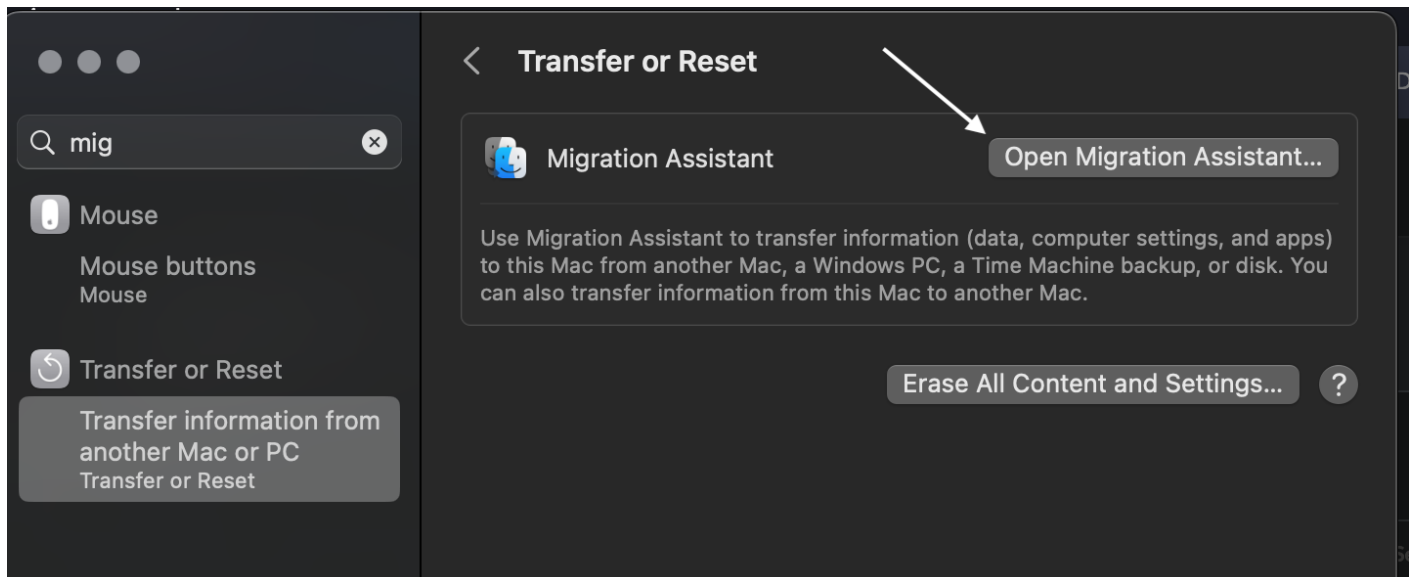 Transfer or Reset
mig
Migration Assistant
Open Migration Assistant...
Mouse
Mouse buttons
Mouse
Use Migration Assistant to transfer information (data, computer settings, and apps)
to this Mac from another Mac, a Windows PC, a Time Machine backup, or disk. You
can also transfer information from this Mac to another Mac.
Transfer or Reset
Transfer information from
another Mac or PC
Transfer or Reset
Erase All Content and Settings...
?